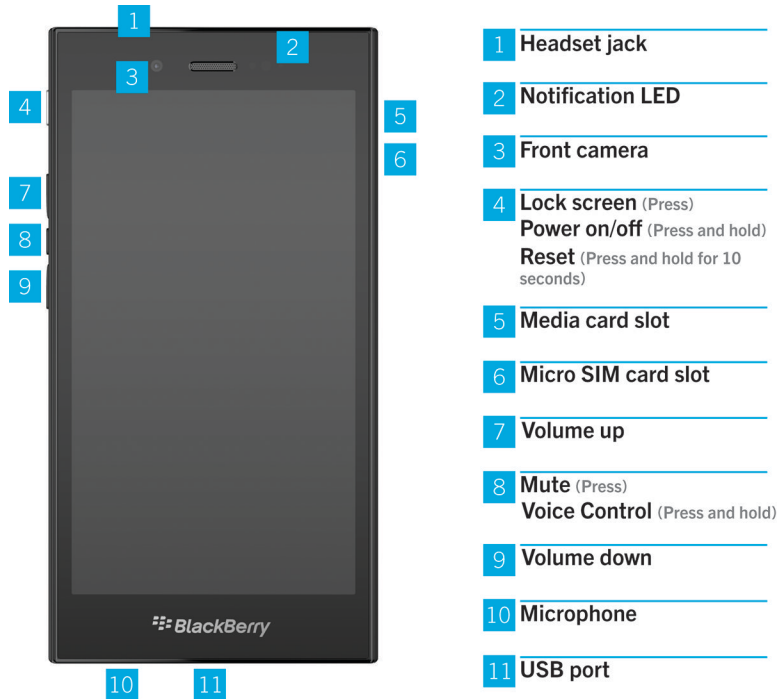 1
2
3
4
5
6
7
8
9
10
11
BlackBerry
1 Headset jack
2 Notification LED
3 Front camera
4 Lock screen (Press)
Power on/off (Press and hold)
Reset (Press and hold for 10
seconds)
5 Media card slot
6 Micro SIM card slot
7 Volume up
8 Mute (Press)
Voice Control (Press and hold)
9 Volume down
10 Microphone
11 USB port